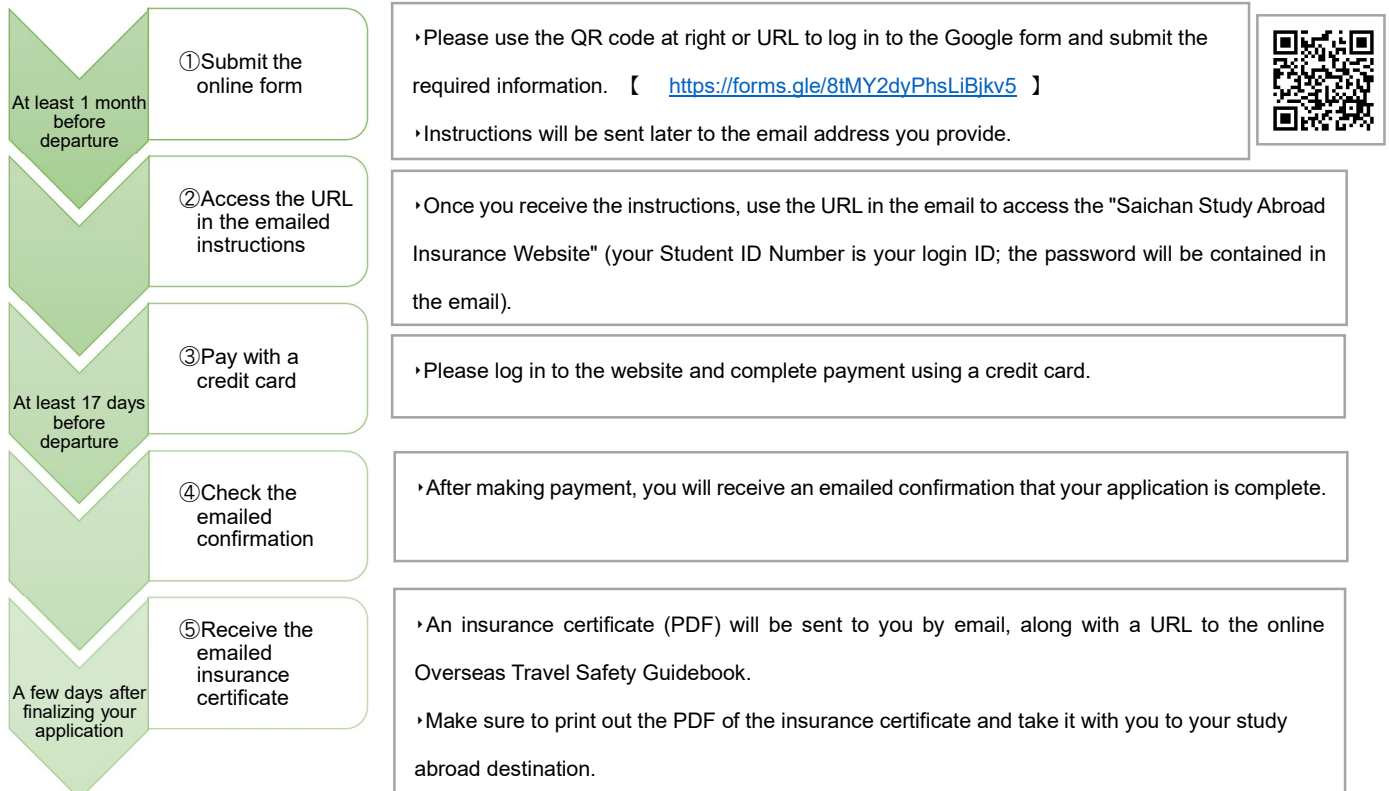 At least 1 month
before
departure
①Submit the
online form
‣Please use the QR code at right or URL to log in to the Google form and submit the
required information. 【 https://forms.gle/8tMY2dyPhsLiBjkv5 】
‣Instructions will be sent later to the email address you provide.
②Access the URL
in the emailed
instructions
‣Once you receive the instructions, use the URL in the email to access the "Saichan Study Abroad
Insurance Website" (your Student ID Number is your login ID; the password will be contained in
the email).
At least 17 days
before
departure
③Pay with a
credit card
‣Please log in to the website and complete payment using a credit card.
④Check the
emailed
confirmation
‣After making payment, you will receive an emailed confirmation that your application is complete.
A few days after
finalizing your
application
⑤Receive the
emailed
insurance
certificate
‣An insurance certificate (PDF) will be sent to you by email, along with a URL to the online
Overseas Travel Safety Guidebook.
‣Make sure to print out the PDF of the insurance certificate and take it with you to your study
abroad destination.